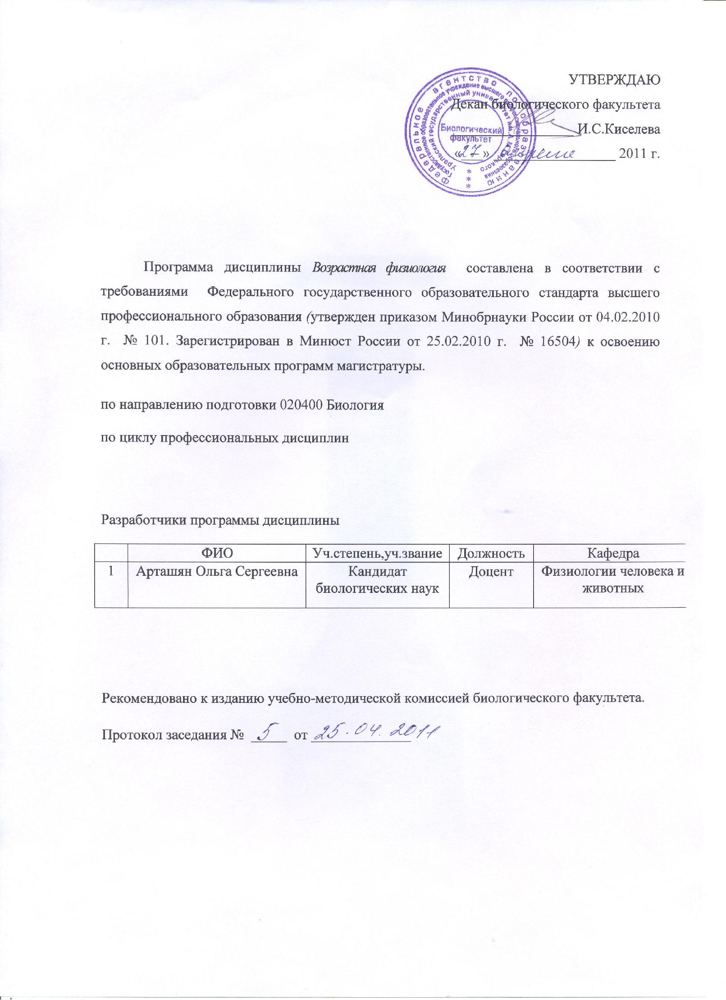 УТВЕРЖДАЮ
Декан биологического факультета
И.С.Киселева
«27» апреля 2011 г.
Федеральное агентство по образованию
Государственное образовательное учреждение высшего профессионального образования
Уральский государственный университет им.А.М.Горького
Биологический
факультет
Программа дисциплины Возрастная физиология составлена в соответствии с
требованиями Федерального государственного образовательного стандарта высшего
профессионального образования (утвержден приказом Минобрнауки России от 04.02.2010
г. № 101. Зарегистрирован в Минюст России от 25.02.2010 г. № 16504) к освоению
основных образовательных программ магистратуры.
по направлению подготовки 020400 Биология
по циклу профессиональных дисциплин
Разработчики программы дисциплины
ФИО Уч.степень,уч.звание Должность Кафедра
1 Арташян Ольга Сергеевна Кандидат биологических наук Доцент Физиологии человека и животных
Рекомендовано к изданию учебно-методической комиссией биологического факультета.
Протокол заседания № 5 от 25.04.2011